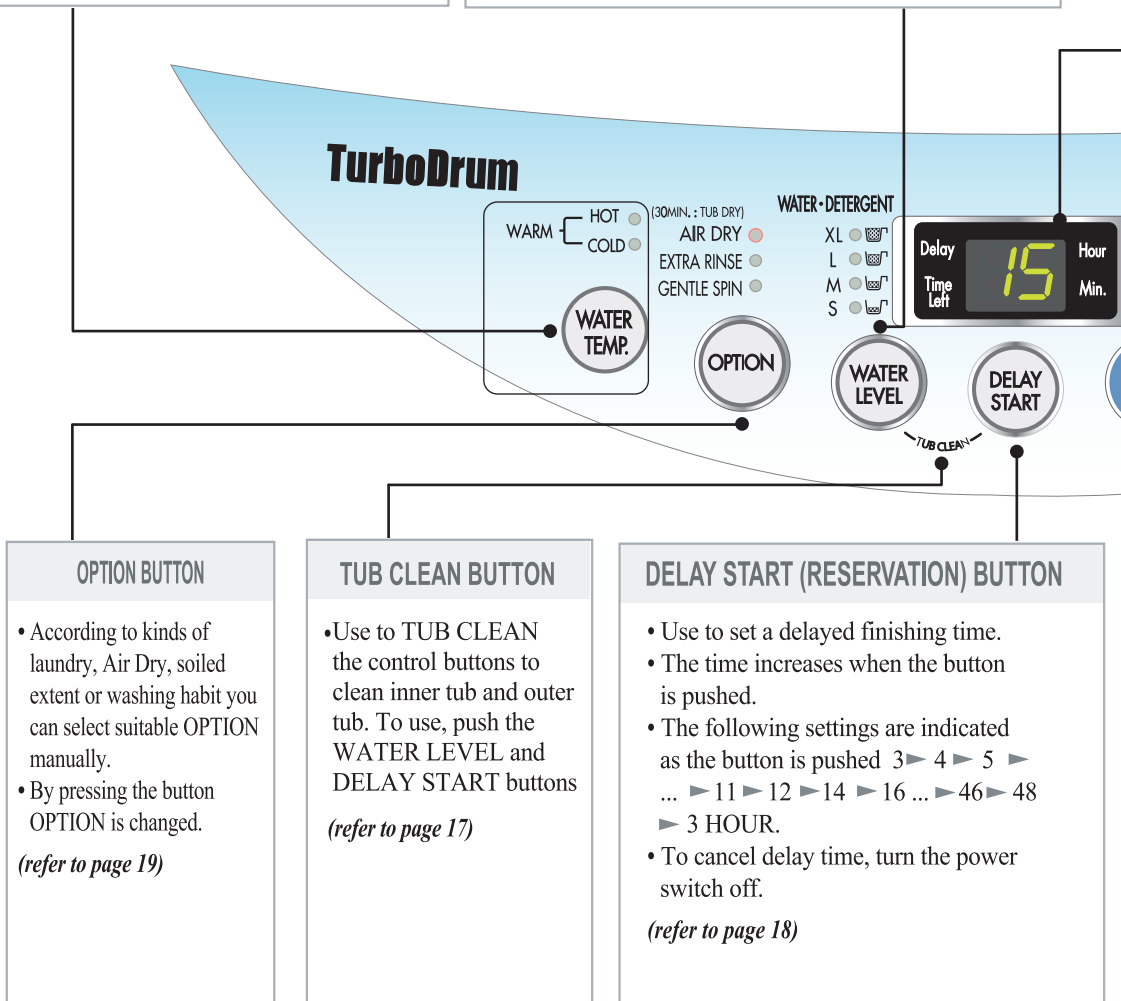 TurboDrum
WARM HOT
COLD
WATER TEMP.
(30MIN. : TUB DRY)
AIR DRY
EXTRA RINSE
GENTLE SPIN
OPTION
WATER • DETERGENT
XL
L
M
S
WATER LEVEL
Delay 15 Hour
Time Left Min.
DELAY START
TUB CLEAN
OPTION BUTTON
• According to kinds of
laundry, Air Dry, soiled
extent or washing habit you
can select suitable OPTION
manually.
• By pressing the button
OPTION is changed.
(refer to page 19)
TUB CLEAN BUTTON
•Use to TUB CLEAN
the control buttons to
clean inner tub and outer
tub. To use, push the
WATER LEVEL and
DELAY START buttons
(refer to page 17)
DELAY START (RESERVATION) BUTTON
• Use to set a delayed finishing time.
• The time increases when the button
is pushed.
• The following settings are indicated
as the button is pushed 3► 4 ► 5 ►
... ►11 ► 12 ►14 ► 16 ... ►46► 48
► 3 HOUR.
• To cancel delay time, turn the power
switch off.
(refer to page 18)